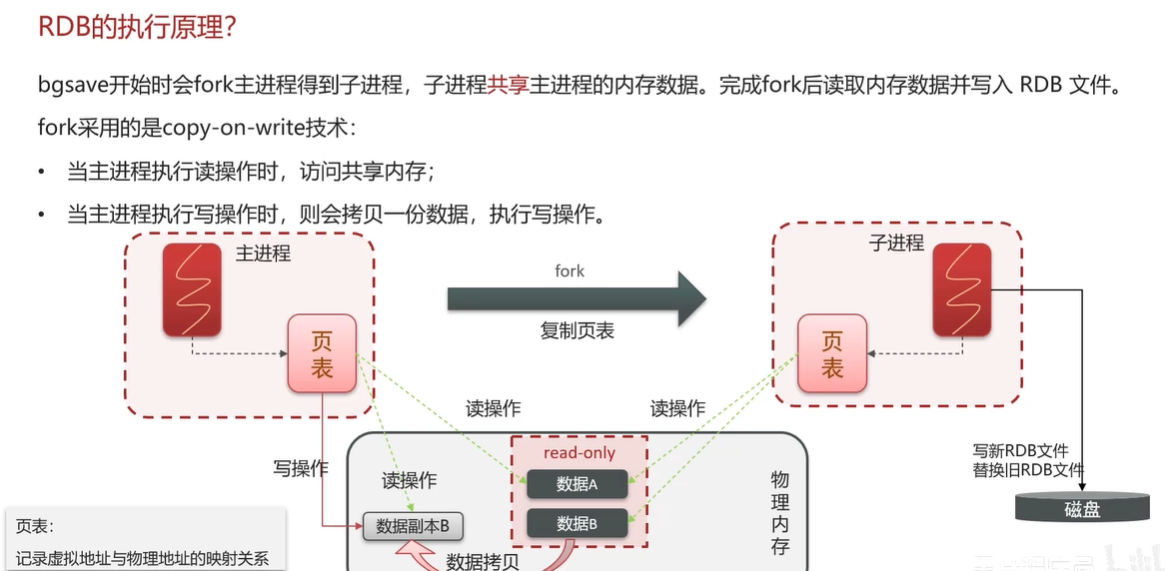 RDB的执行原理?
bgsave开始时会fork主进程得到子进程，子进程共享主进程的内存数据。完成fork后读取内存数据并写入 RDB 文件。
fork采用的是copy-on-write技术：
• 当主进程执行读操作时，访问共享内存；
• 当主进程执行写操作时，则会拷贝一份数据，执行写操作。
主进程
页表
fork
复制页表
子进程
页表
读操作
读操作
写操作
读操作
read-only
数据A
数据B
数据副本B
数据拷贝
物理内存
写新RDB文件
替换旧RDB文件
磁盘
页表：
记录虚拟地址与物理地址的映射关系